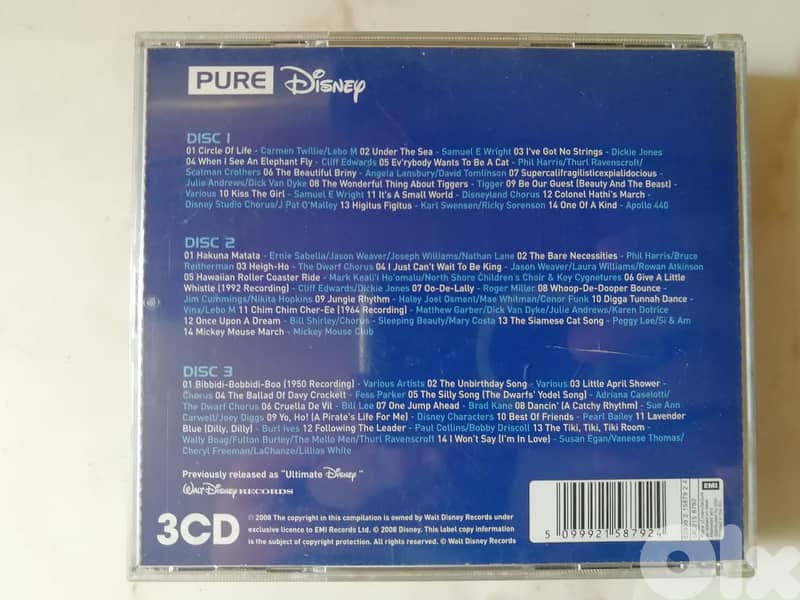 PURE Disney
DISC 1
01 Circle Of Life - Carmen Twillie/Lebo M 02 Under The Sea - Samuel E Wright 03 I've Got No Strings - Dickie Jones
04 When I See An Elephant Fly - Cliff Edwards 05 Ev'rybody Wants To Be A Cat - Phil Harris/Thurl Ravenscroft/
Scatman Crothers 06 The Beautiful Briny - Angela Lansbury/David Tomlinson 07 Supercalifragilisticexpialidocious -
Julie Andrews/Dick Van Dyke 08 The Wonderful Thing About Tiggers - Tigger 09 Be Our Guest (Beauty And The Beast) -
Various 10 Kiss The Girl - Samuel E Wright 11 It's A Small World - Disneyland Chorus 12 Colonel Hathi's March -
Disney Studio Chorus/J Pat O'Malley 13 Higitus Figitus - Karl Swensen/Ricky Sorenson 14 One Of A Kind - Apollo 440
DISC 2
01 Hakuna Matata - Ernie Sabella/Jason Weaver/Joseph Williams/Nathan Lane 02 The Bare Necessities - Phil Harris/Bruce
Reitherman 03 Heigh-Ho - The Dwarf Chorus 04 I Just Can't Wait To Be King - Jason Weaver/Laura Williams/Rowan Atkinson
05 Hawaiian Roller Coaster Ride - Mark Keali'i Ho'omalu/North Shore Children's Choir & Key Cygnetures 06 Give A Little
Whistle (1992 Recording) - Cliff Edwards/Dickie Jones 07 Oo-De-Lally - Roger Miller 08 Whoop-De-Dooper Bounce -
Jim Cummings/Nikita Hopkins 09 Jungle Rhythm - Haley Joel Osment/Mae Whitman/Conor Funk 10 Digga Tunnah Dance -
Vinx/Lebo M 11 Chim Chim Cher-Ee (1964 Recording) - Matthew Garber/Dick Van Dyke/Julie Andrews/Karen Dotrice
12 Once Upon A Dream - Bill Shirley/Chorus - Sleeping Beauty/Mary Costa 13 The Siamese Cat Song - Peggy Lee/Si & Am
14 Mickey Mouse March - Mickey Mouse Club
DISC 3
01 Bibbidi-Bobbidi-Boo (1950 Recording) - Various Artists 02 The Unbirthday Song - Various 03 Little April Shower -
Chorus 04 The Ballad Of Davy Crockett - Fess Parker 05 The Silly Song (The Dwarfs' Yodel Song) - Adriana Caselotti/
The Dwarf Chorus 06 Cruella De Vil - Bill Lee 07 One Jump Ahead - Brad Kane 08 Dancin' (A Catchy Rhythm) - Sue Ann
Carwell/Joey Diggs 09 Yo, Ho! (A Pirate's Life For Me) - Disney Characters 10 Best Of Friends - Pearl Bailey 11 Lavender
Blue (Dilly, Dilly) - Burl Ives 12 Following The Leader - Paul Collins/Bobby Driscoll 13 The Tiki, Tiki, Tiki Room -
Wally Boag/Fulton Burley/The Mello Men/Thurl Ravenscroft 14 I Won't Say (I'm In Love) - Susan Egan/Vaneese Thomas/
Cheryl Freeman/LaChanze/Lillias White
Previously released as "Ultimate Disney"
Walt Disney RECORDS
3CD
℗ 2008 The copyright in this compilation is owned by Walt Disney Records under
exclusive licence to EMI Records Ltd. © 2008 Disney. This label copy information
is the subject of copyright protection. All rights reserved. © Walt Disney Records
5 099921 587924
EMI
olx